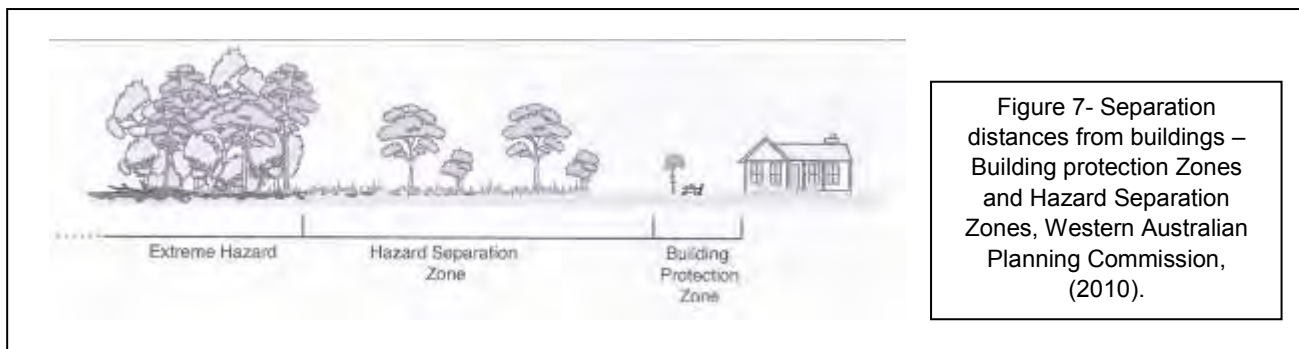 Extreme Hazard
Hazard Separation
Zone
Building
Protection
Zone
Figure 7- Separation
distances from buildings –
Building protection Zones
and Hazard Separation
Zones, Western Australian
Planning Commission,
(2010).